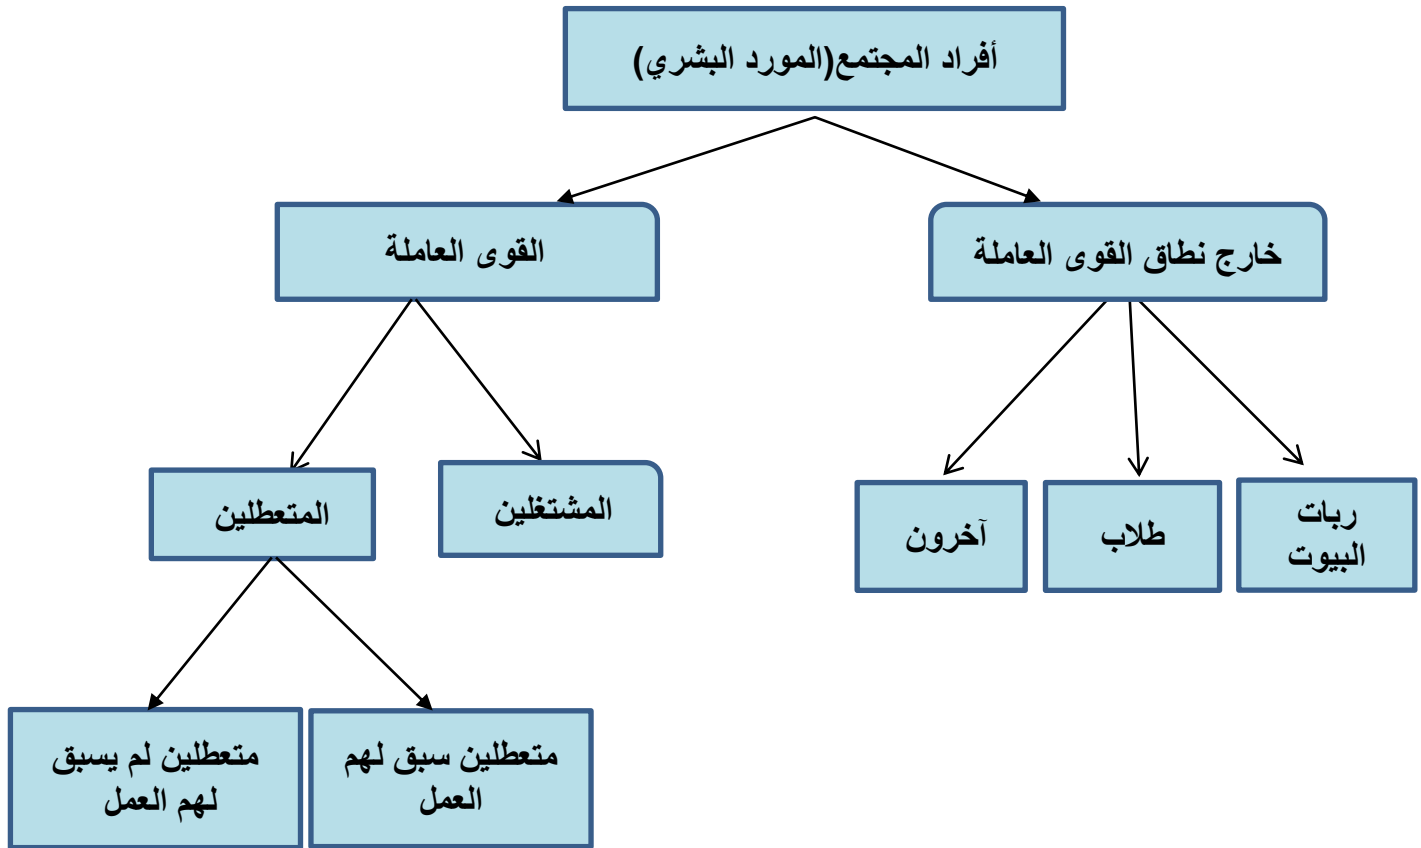 أفراد المجتمع(المورد البشري)
خارج نطاق القوى العاملة
القوى العاملة
ربات
البيوت
طلاب
آخرون
المشتغلين
المتعطلين
متعطلين سبق لهم
العمل
متعطلين لم يسبق
لهم العمل